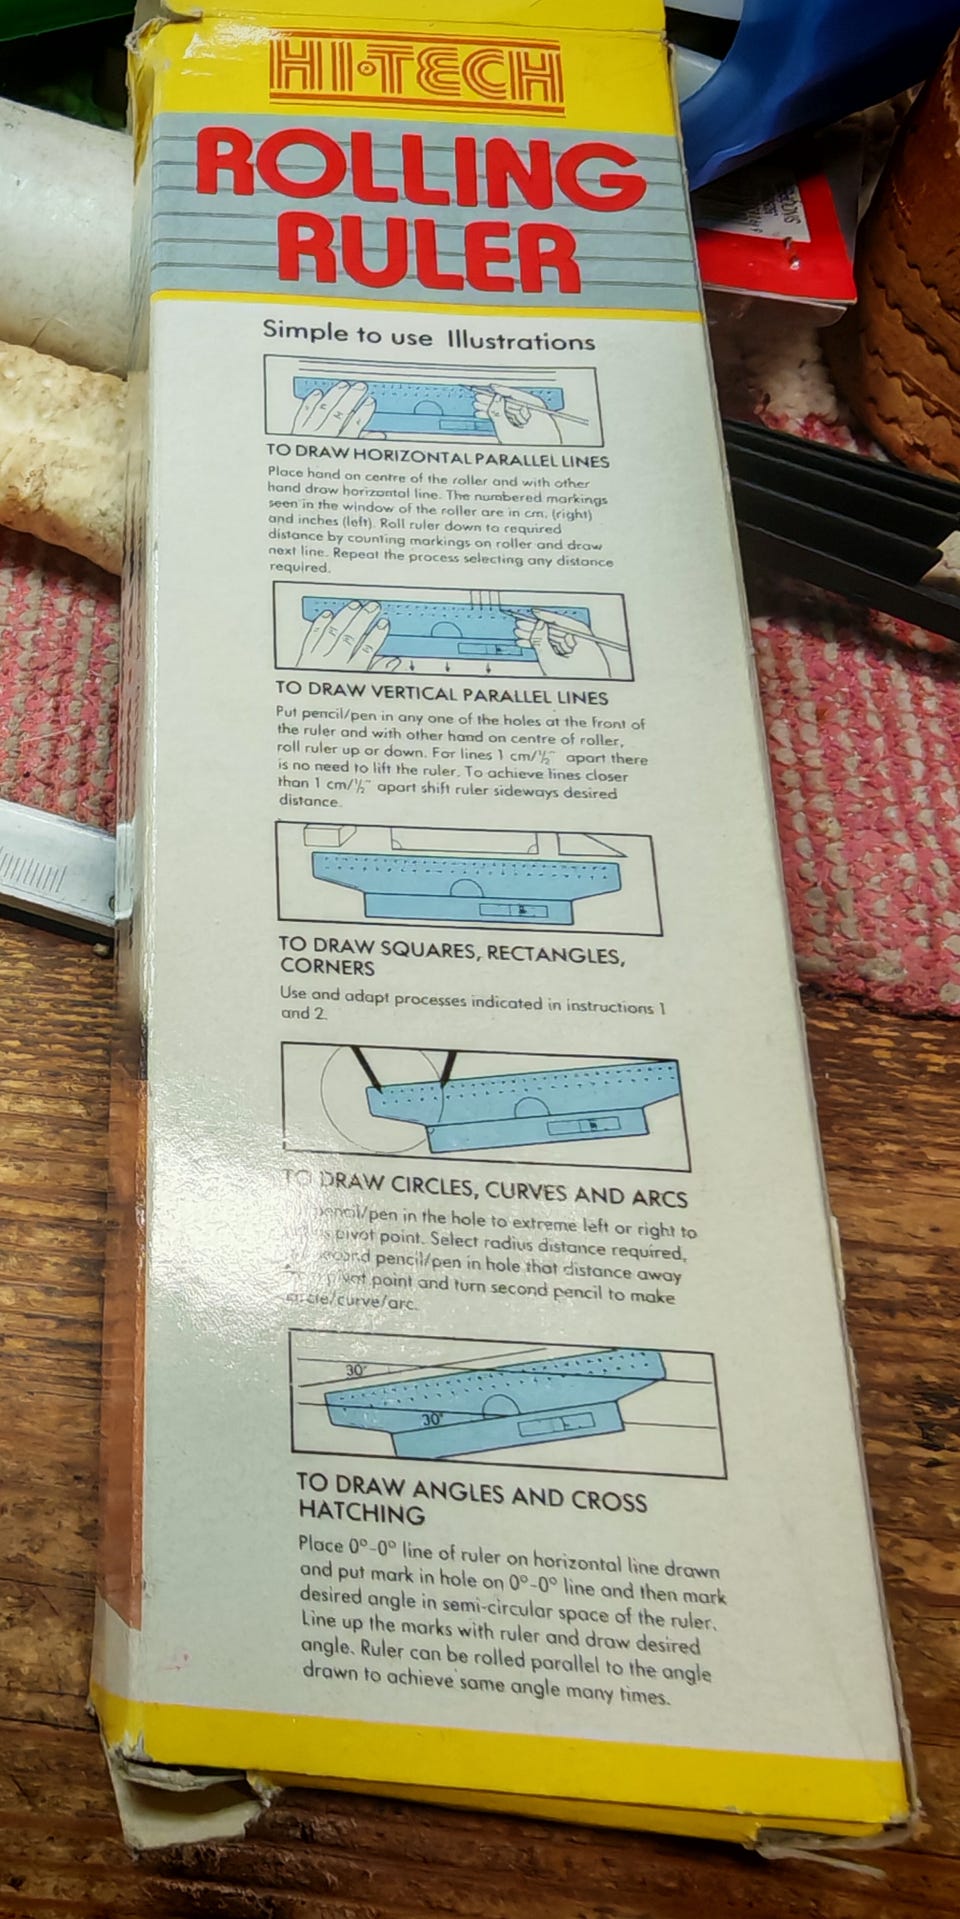 HI·TECH
ROLLING
RULER
Simple to use Illustrations
TO DRAW HORIZONTAL PARALLEL LINES
Place hand on centre of the roller and with other
hand draw horizontal line. The numbered markings
seen in the window of the roller are in cm, (right)
and inches (left). Roll ruler down to required
distance by counting markings on roller and draw
next line. Repeat the process selecting any distance
required.
TO DRAW VERTICAL PARALLEL LINES
Put pencil/pen in any one of the holes at the front of
the ruler and with other hand on centre of roller,
roll ruler up or down. For lines 1 cm/½" apart there
is no need to lift the ruler. To achieve lines closer
than 1 cm/½" apart shift ruler sideways desired
distance.
TO DRAW SQUARES, RECTANGLES,
CORNERS
Use and adapt processes indicated in instructions 1
and 2.
TO DRAW CIRCLES, CURVES AND ARCS
pencil/pen in the hole to extreme left or right to
pivot point. Select radius distance required,
second pencil/pen in hole that distance away
pivot point and turn second pencil to make
circle/curve/arc.
30°
30°
TO DRAW ANGLES AND CROSS
HATCHING
Place 0°-0° line of ruler on horizontal line drawn
and put mark in hole on 0°-0° line and then mark
desired angle in semi-circular space of the ruler.
Line up the marks with ruler and draw desired
angle. Ruler can be rolled parallel to the angle
drawn to achieve same angle many times.